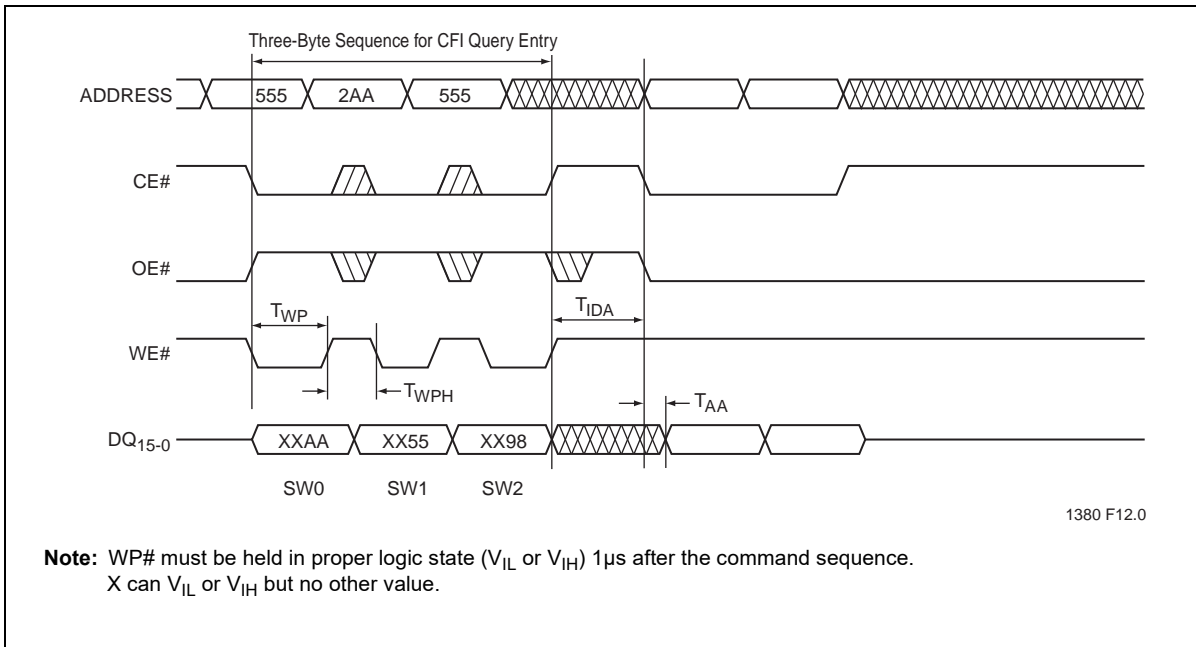 Three-Byte Sequence for CFI Query Entry
ADDRESS 555 2AA 555
CE#
OE#
TWP TIDA
WE#
TWPH TAA
DQ15-0 XXAA XX55 XX98
SW0 SW1 SW2
1380 F12.0
Note: WP# must be held in proper logic state (VIL or VIH) 1µs after the command sequence.
X can VIL or VIH but no other value.